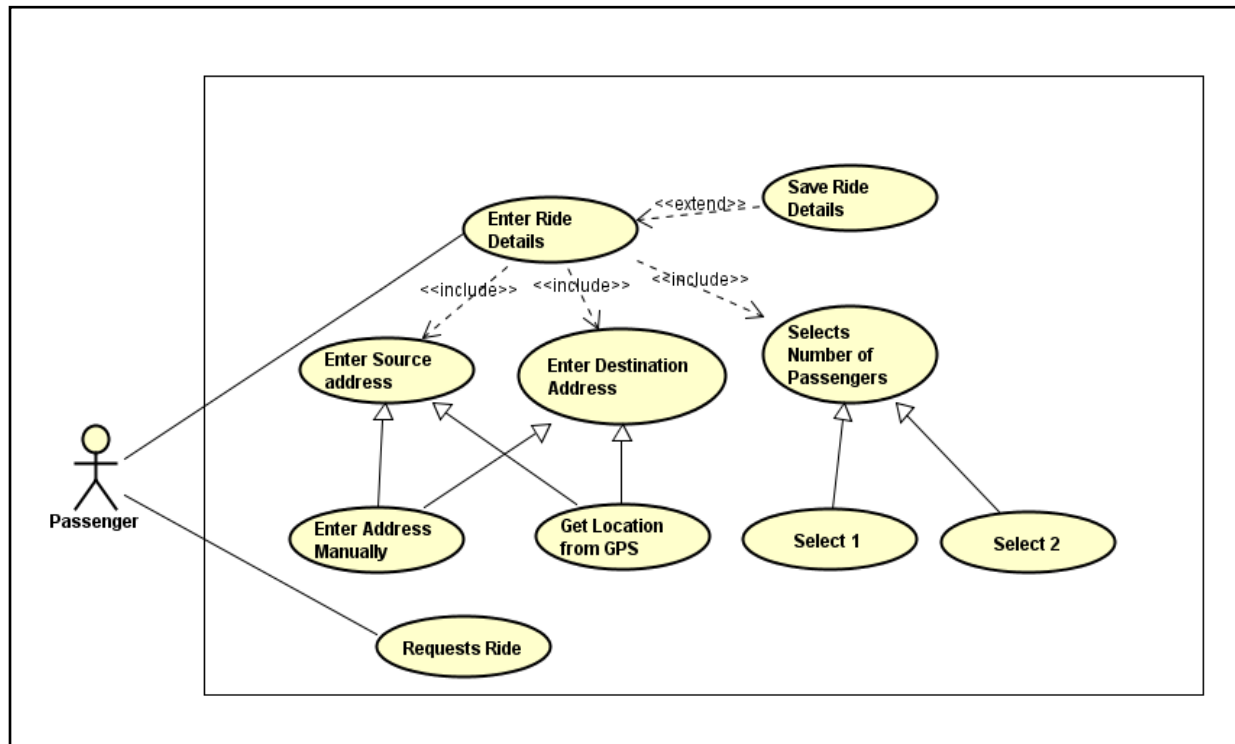 Save Ride
Details
<<extend>>
Enter Ride
Details
<<include>>
<<include>>
<<include>>
Selects
Number of
Passengers
Enter Source
address
Enter Destination
Address
Passenger
Enter Address
Manually
Get Location
from GPS
Select 1
Select 2
Requests Ride